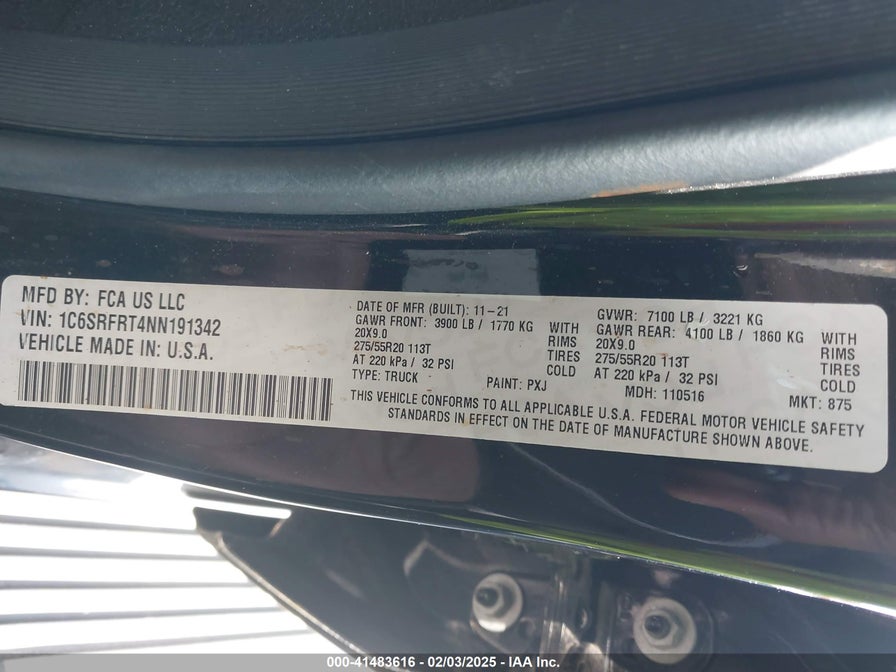 MFD BY: FCA US LLC
VIN: 1C6SRFRT4NN191342
VEHICLE MADE IN: U.S.A.
DATE OF MFR (BUILT): 11-21
GAWR FRONT: 3900 LB / 1770 KG WITH
20X9.0 RIMS
275/55R20 113T TIRES
AT 220 kPa / 32 PSI COLD
TYPE: TRUCK PAINT: PXJ
GVWR: 7100 LB / 3221 KG
GAWR REAR: 4100 LB / 1860 KG WITH
20X9.0 RIMS
275/55R20 113T TIRES
AT 220 kPa / 32 PSI COLD
MDH: 110516 MKT: 875
THIS VEHICLE CONFORMS TO ALL APPLICABLE U.S.A. FEDERAL MOTOR VEHICLE SAFETY
STANDARDS IN EFFECT ON THE DATE OF MANUFACTURE SHOWN ABOVE.
000-41483616 - 02/03/2025 - IAA Inc.